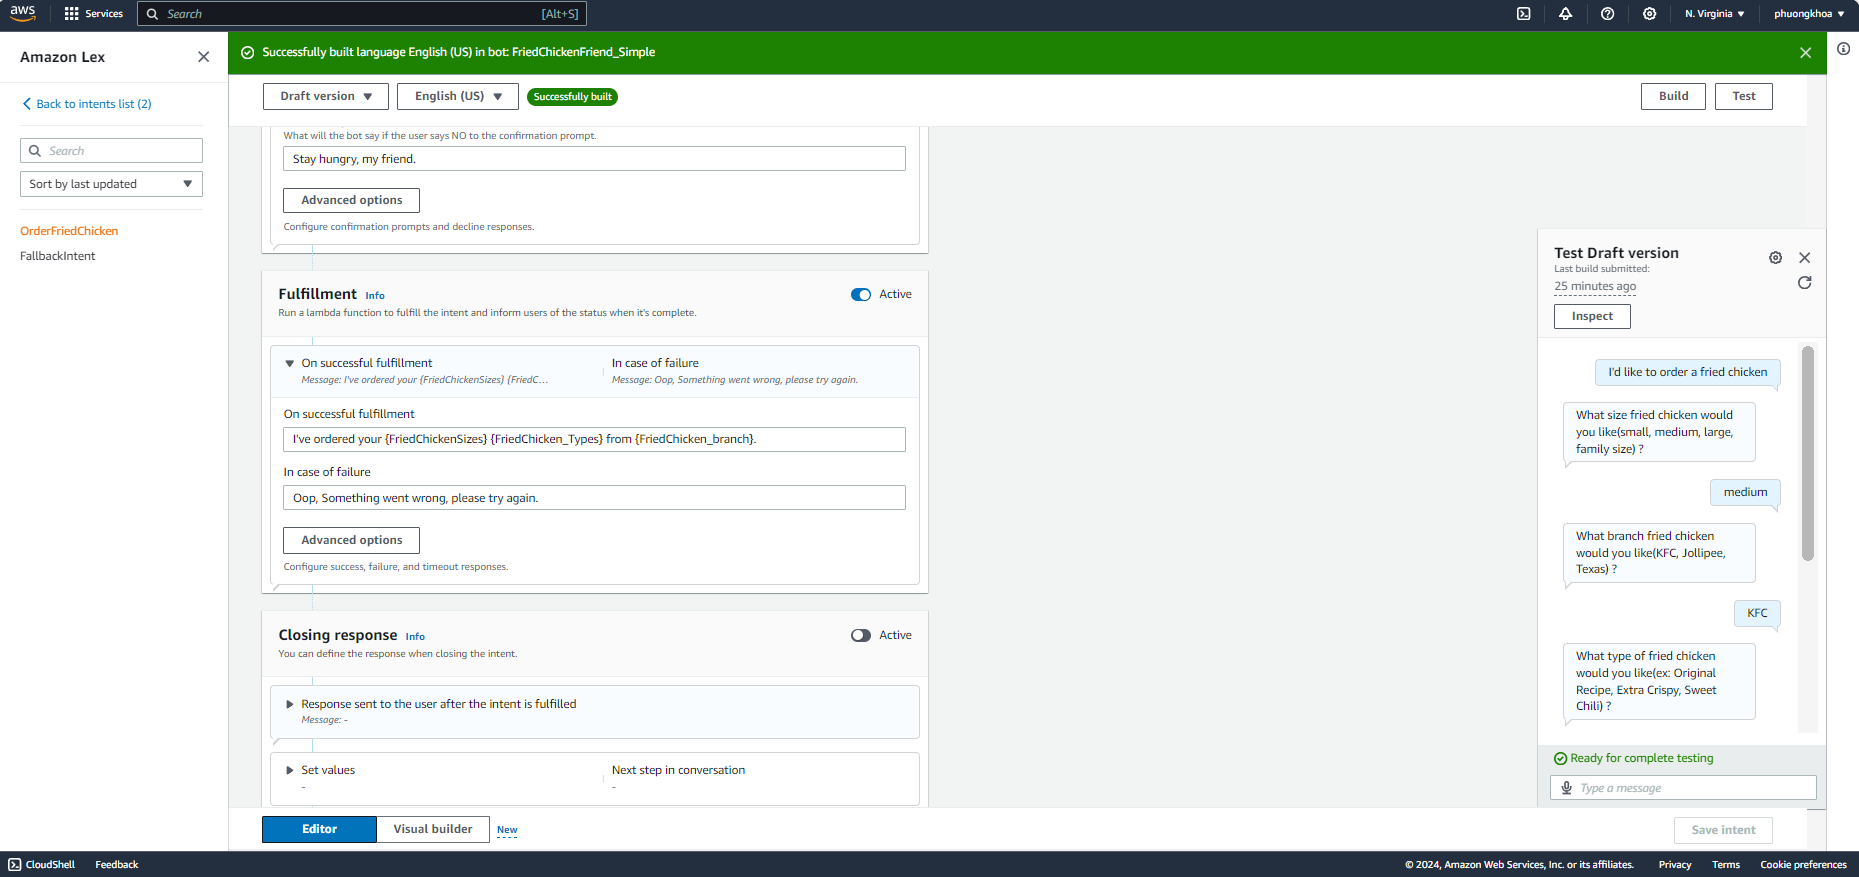 aws
Services
Search
[Alt+S]
N. Virginia
phuongkhoa
Amazon Lex
Back to intents list (2)
Search
Sort by last updated
OrderFriedChicken
FallbackIntent
Successfully built language English (US) in bot: FriedChickenFriend_Simple
Draft version
English (US)
Successfully built
Build
Test
What will the bot say if the user says NO to the confirmation prompt.
Stay hungry, my friend.
Advanced options
Configure confirmation prompts and decline responses.
Fulfillment Info
Active
Run a lambda function to fulfill the intent and inform users of the status when it's complete.
On successful fulfillment
Message: I've ordered your {FriedChickenSizes} {FriedC...
In case of failure
Message: Oop, Something went wrong, please try again.
On successful fulfillment
I've ordered your {FriedChickenSizes} {FriedChicken_Types} from {FriedChicken_branch}.
In case of failure
Oop, Something went wrong, please try again.
Advanced options
Configure success, failure, and timeout responses.
Closing response Info
Active
You can define the response when closing the intent.
Response sent to the user after the intent is fulfilled
Message: -
Set values
-
Next step in conversation
-
Editor
Visual builder
New
Save intent
Test Draft version
Last build submitted:
25 minutes ago
Inspect
I'd like to order a fried chicken
What size fried chicken would
you like(small, medium, large,
family size) ?
medium
What branch fried chicken
would you like(KFC, Jollipee,
Texas) ?
KFC
What type of fried chicken
would you like(ex: Original
Recipe, Extra Crispy, Sweet
Chili) ?
Ready for complete testing
Type a message
CloudShell
Feedback
© 2024, Amazon Web Services, Inc. or its affiliates.
Privacy
Terms
Cookie preferences